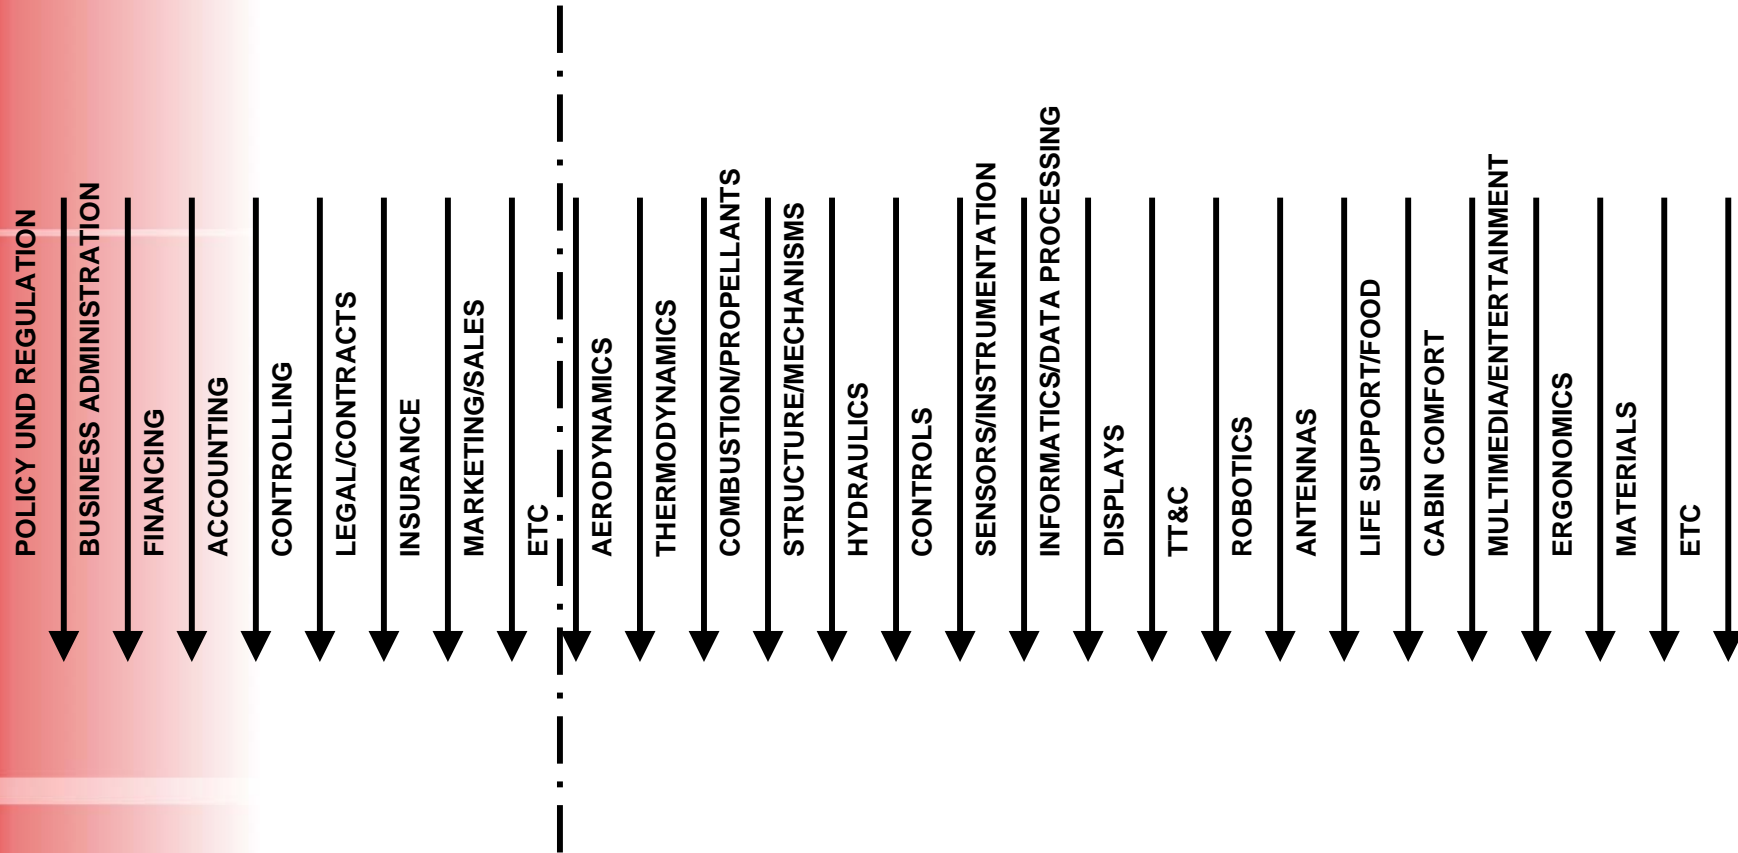 POLICY UND REGULATION
BUSINESS ADMINISTRATION
FINANCING
ACCOUNTING
CONTROLLING
LEGAL/CONTRACTS
INSURANCE
MARKETING/SALES
ETC
AERODYNAMICS
THERMODYNAMICS
COMBUSTION/PROPELLANTS
STRUCTURE/MECHANISMS
HYDRAULICS
CONTROLS
SENSORS/INSTRUMENTATION
INFORMATICS/DATA PROCESSING
DISPLAYS
TT&C
ROBOTICS
ANTENNAS
LIFE SUPPORT/FOOD
CABIN COMFORT
MULTIMEDIA/ENTERTAINMENT
ERGONOMICS
MATERIALS
ETC